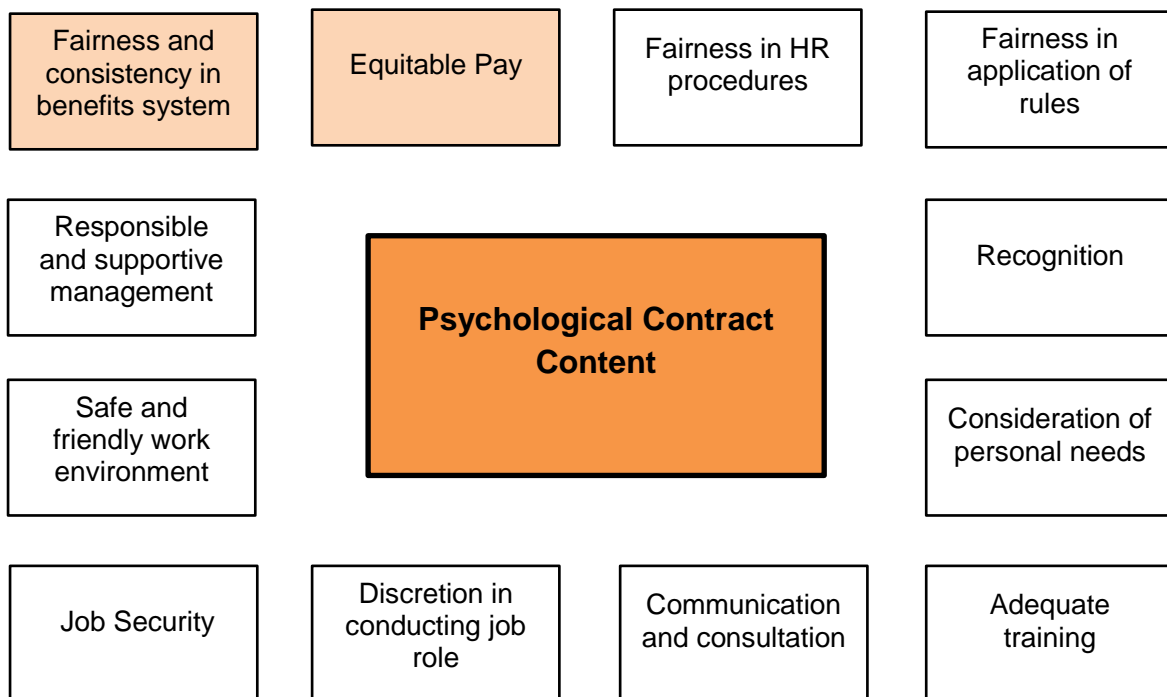 Fairness and
consistency in
benefits system
Equitable Pay
Fairness in HR
procedures
Fairness in
application of
rules
Responsible
and supportive
management
Psychological Contract
Content
Recognition
Safe and
friendly work
environment
Consideration of
personal needs
Job Security
Discretion in
conducting job
role
Communication
and consultation
Adequate
training